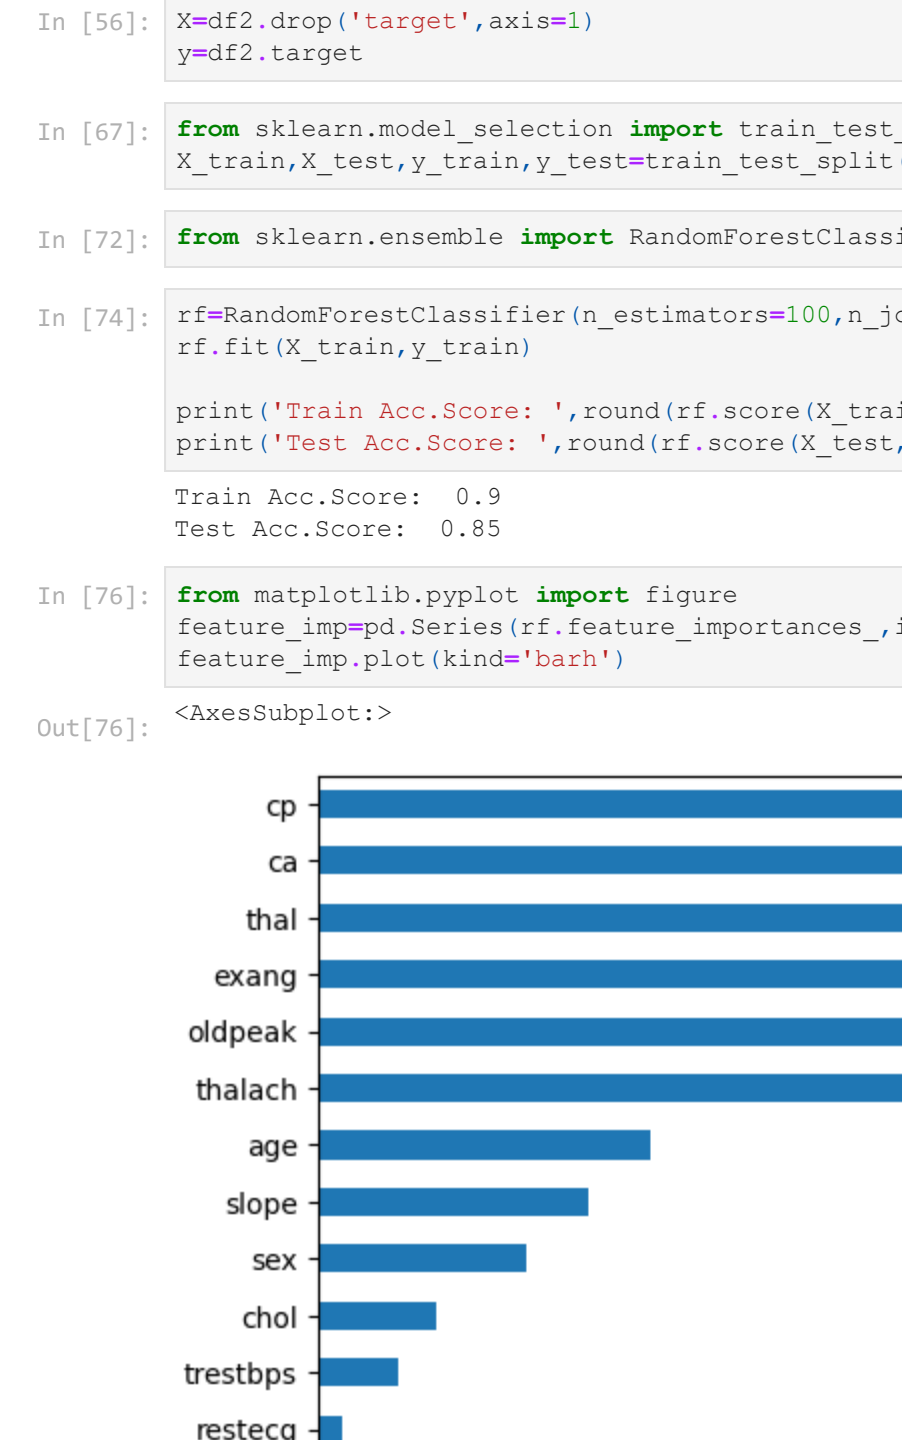 In [56]: X=df2.drop('target',axis=1)
y=df2.target
In [67]: from sklearn.model_selection import train_test_
X_train,X_test,y_train,y_test=train_test_split(
In [72]: from sklearn.ensemble import RandomForestClassi
In [74]: rf=RandomForestClassifier(n_estimators=100,n_jo
rf.fit(X_train,y_train)
print('Train Acc.Score: ',round(rf.score(X_trai
print('Test Acc.Score: ',round(rf.score(X_test,
Train Acc.Score:  0.9
Test Acc.Score:  0.85
In [76]: from matplotlib.pyplot import figure
feature_imp=pd.Series(rf.feature_importances_,i
feature_imp.plot(kind='barh')
Out[76]: <AxesSubplot:>
cp
ca
thal
exang
oldpeak
thalach
age
slope
sex
chol
trestbps
restecg